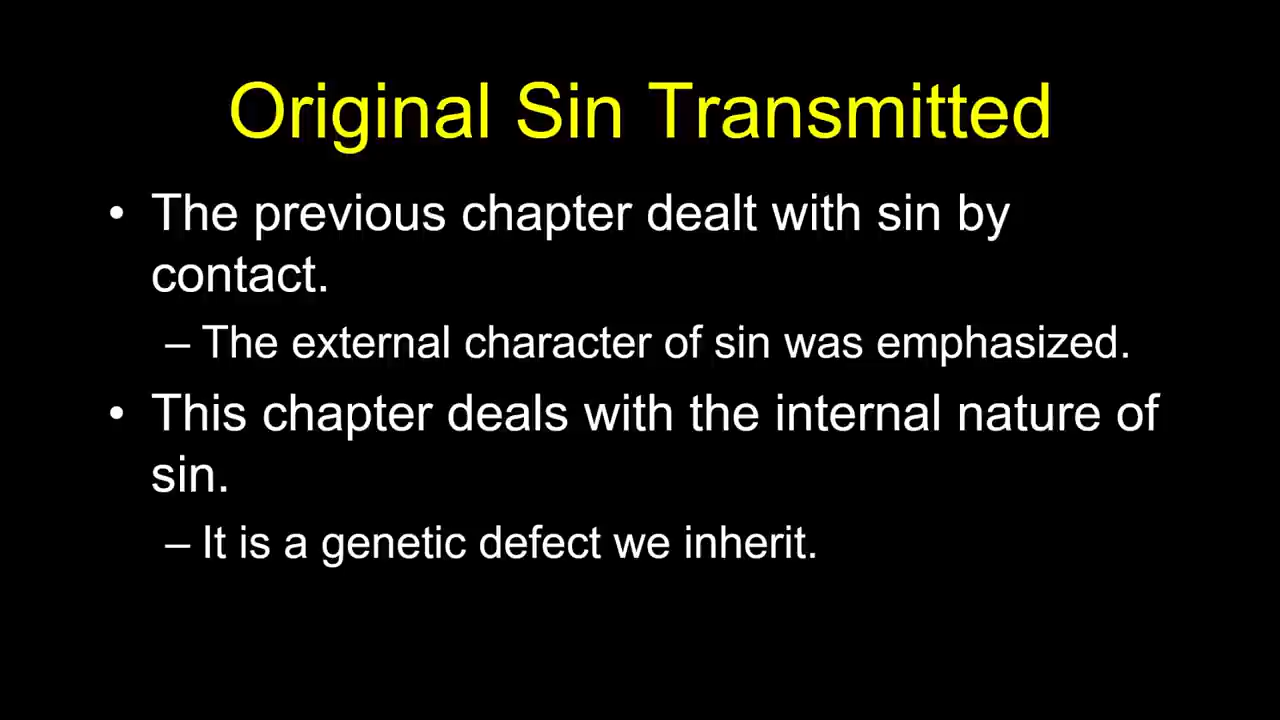 Original Sin Transmitted
• The previous chapter dealt with sin by
contact.
– The external character of sin was emphasized.
• This chapter deals with the internal nature of
sin.
– It is a genetic defect we inherit.